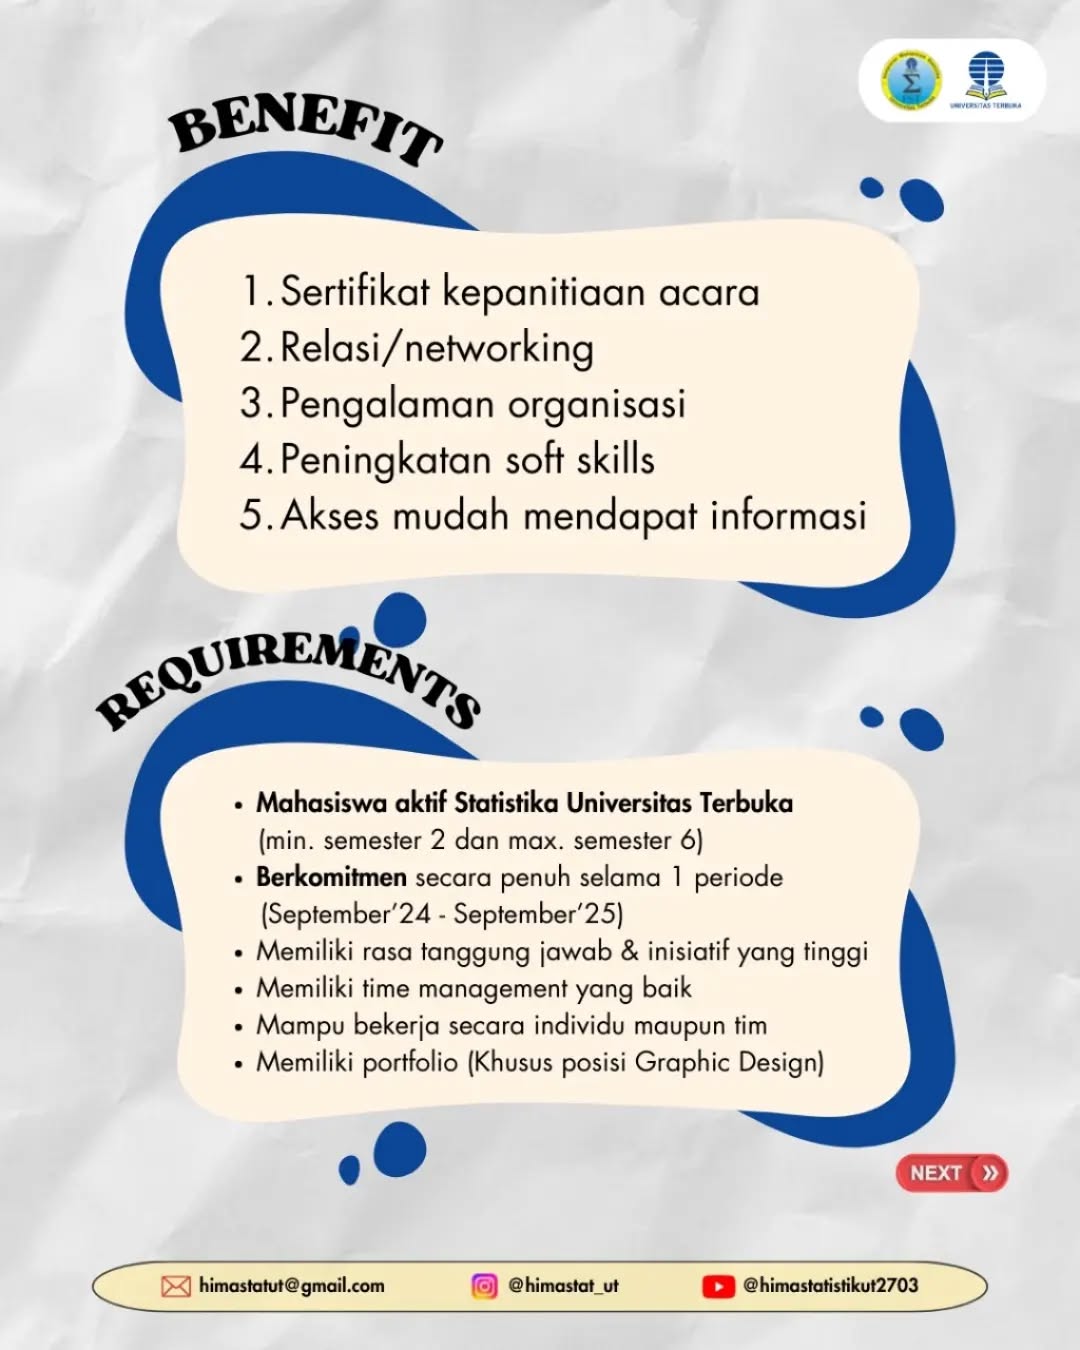 UNIVERSITAS TERBUKA
BENEFIT
1. Sertifikat kepanitiaan acara
2. Relasi/networking
3. Pengalaman organisasi
4. Peningkatan soft skills
5. Akses mudah mendapat informasi
REQUIREMENTS
• Mahasiswa aktif Statistika Universitas Terbuka
(min. semester 2 dan max. semester 6)
• Berkomitmen secara penuh selama 1 periode
(September’24 - September’25)
• Memiliki rasa tanggung jawab & inisiatif yang tinggi
• Memiliki time management yang baik
• Mampu bekerja secara individu maupun tim
• Memiliki portfolio (Khusus posisi Graphic Design)
NEXT »
himastatut@gmail.com
@himastat_ut
@himastatistikut2703